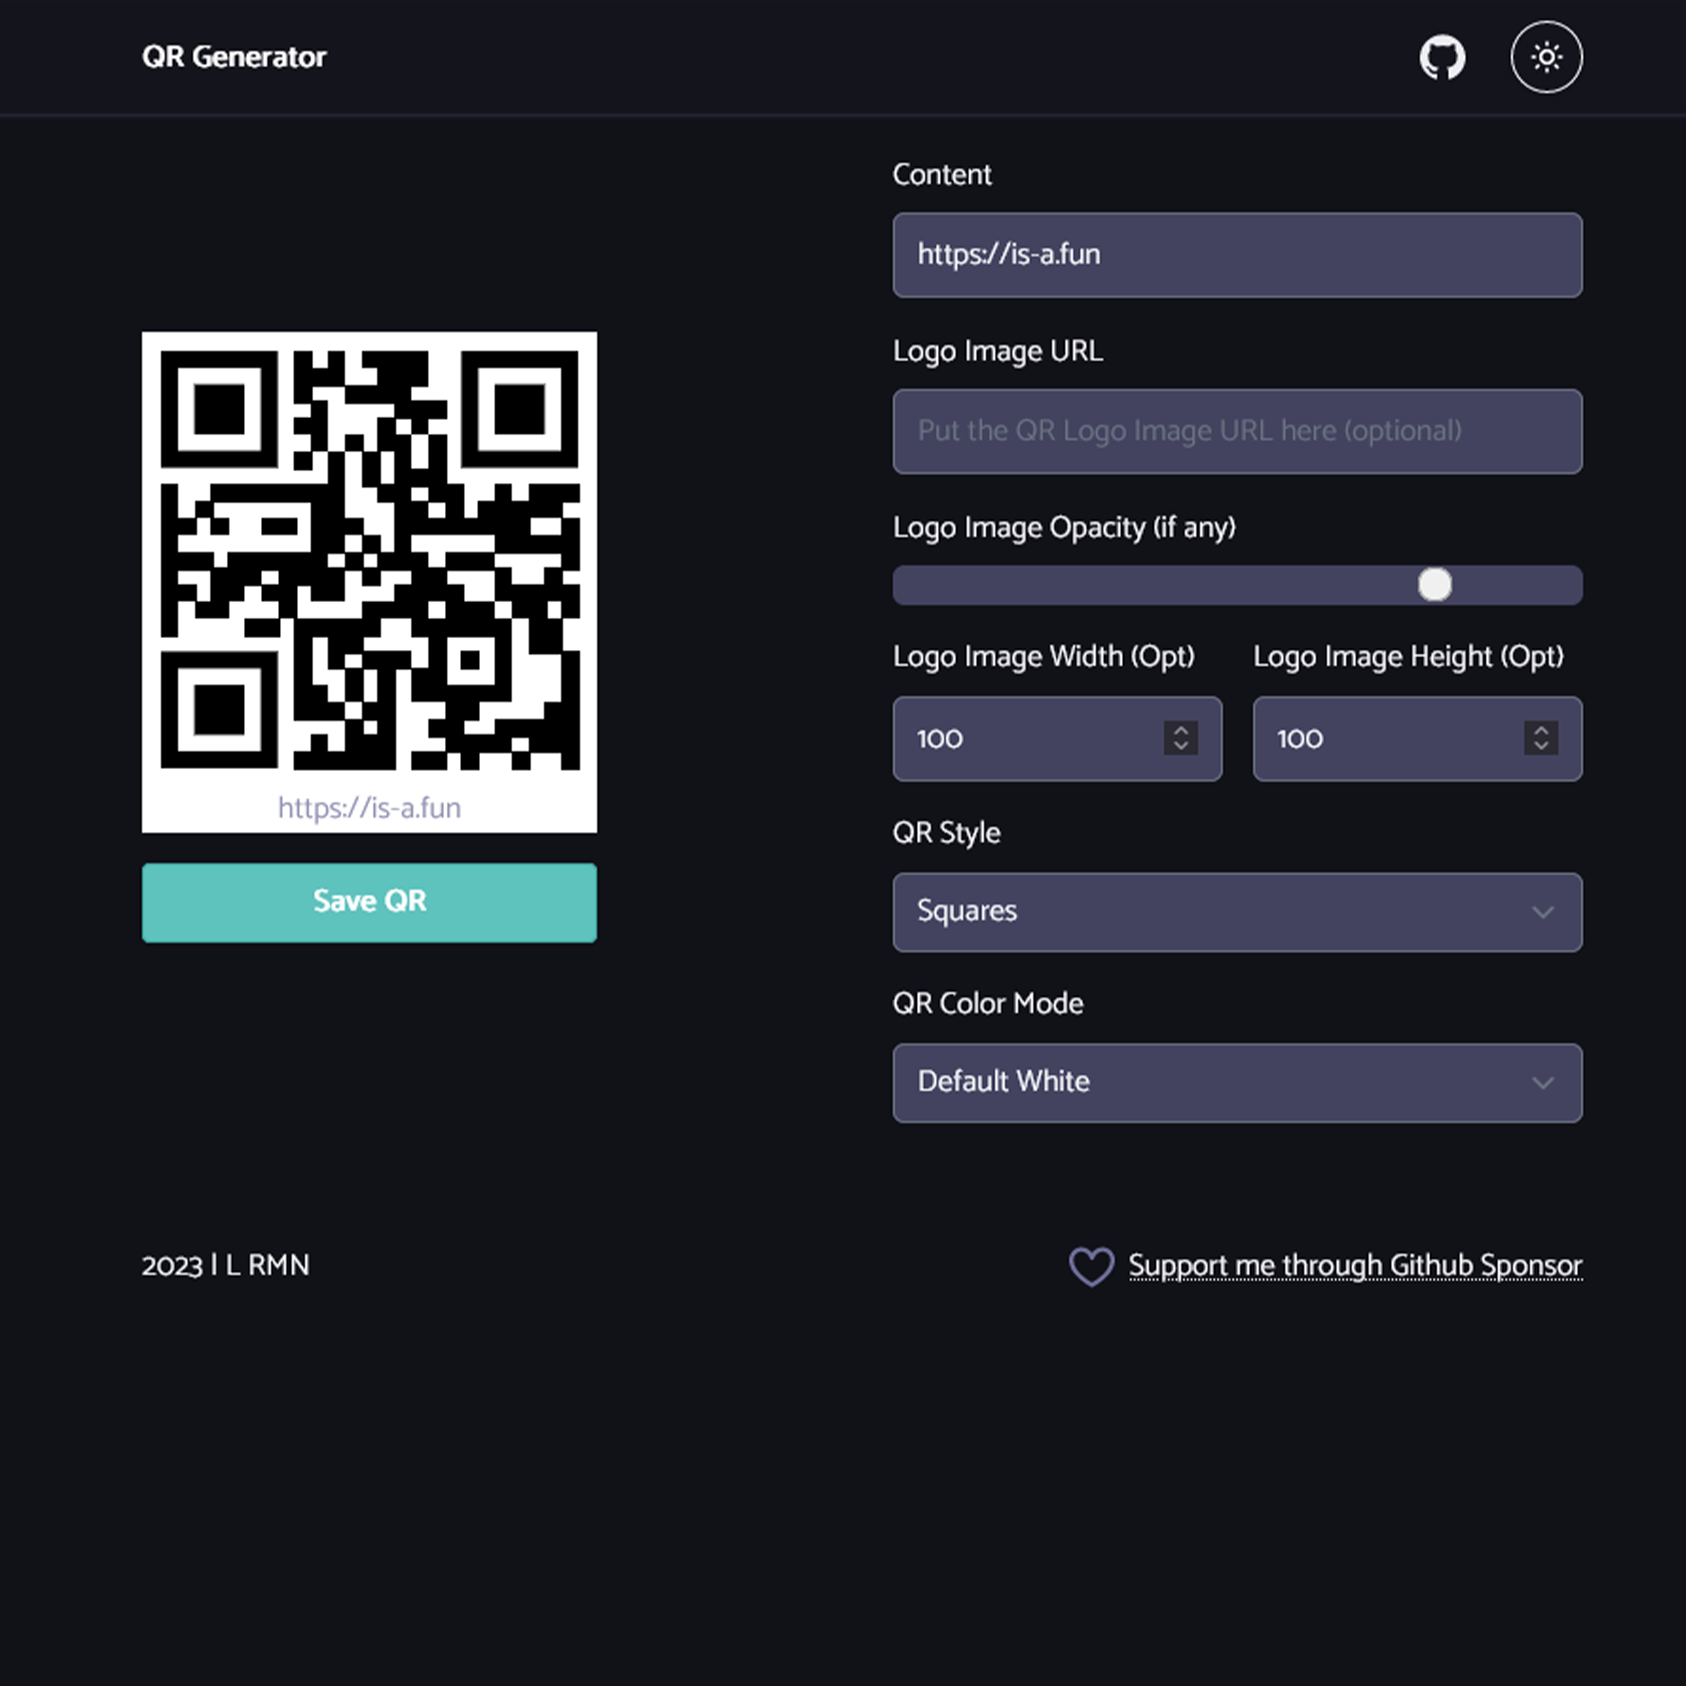 QR Generator
https://is-a.fun
Save QR
Content
https://is-a.fun
Logo Image URL
Put the QR Logo Image URL here (optional)
Logo Image Opacity (if any)
Logo Image Width (Opt) Logo Image Height (Opt)
100 100
QR Style
Squares
QR Color Mode
Default White
2023 | L RMN
Support me through Github Sponsor